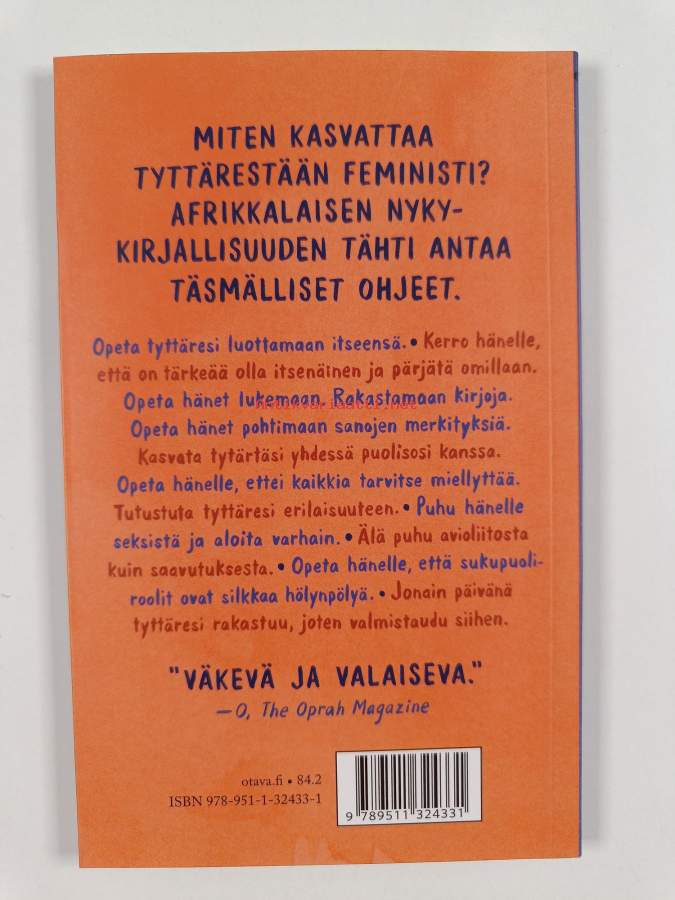 MITEN KASVATTAA
TYTTÄRESTÄÄN FEMINISTI?
AFRIKKALAISEN NYKY-
KIRJALLISUUDEN TÄHTI ANTAA
TÄSMÄLLISET OHJEET.
Opeta tyttäresi luottamaan itseensä. • Kerro hänelle,
että on tärkeää olla itsenäinen ja pärjätä omillaan.
Opeta hänet lukemaan. Rakastamaan kirjoja.
Antikvariaatti.net
Opeta hänet pohtimaan sanojen merkityksiä.
Kasvata tytärtäsi yhdessä puolisosi kanssa.
Opeta hänelle, ettei kaikkia tarvitse miellyttää.
Tutustuta tyttäresi erilaisuuteen. • Puhu hänelle
seksistä ja aloita varhain. • Älä puhu avioliitosta
kuin saavutuksesta. • Opeta hänelle, että sukupuoli-
roolit ovat silkkaa hölynpölyä. • Jonain päivänä
tyttäresi rakastuu, joten valmistaudu siihen.
"VÄKEVÄ JA VALAISEVA."
—O, The Oprah Magazine
otava.fi • 84.2
ISBN 978-951-1-32433-1
9 789511 324331